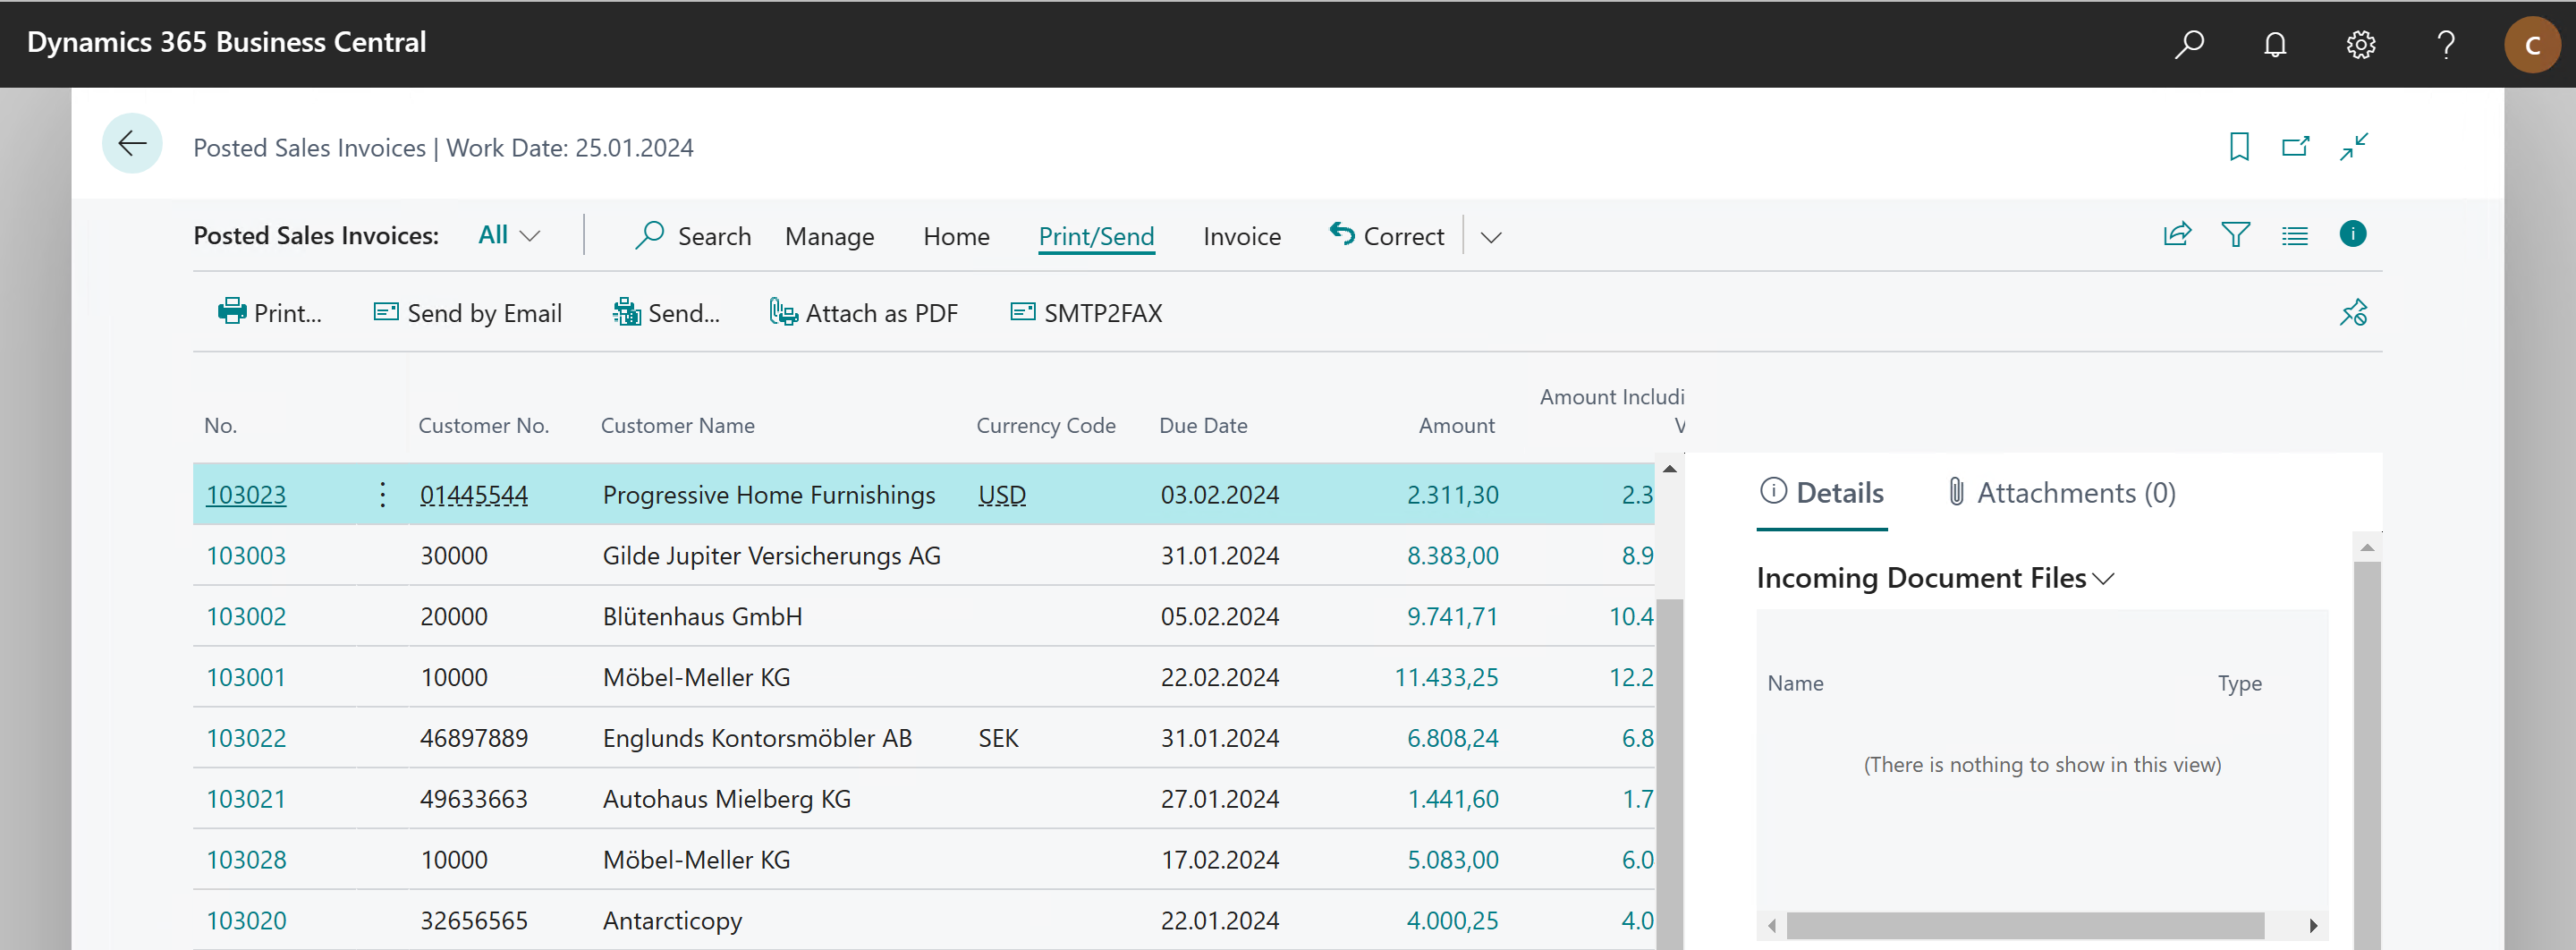 Dynamics 365 Business Central
C
Posted Sales Invoices | Work Date: 25.01.2024
Posted Sales Invoices: All Search Manage Home Print/Send Invoice Correct
Print... Send by Email Send... Attach as PDF SMTP2FAX
No. Customer No. Customer Name Currency Code Due Date Amount Amount Includi
V
103023 01445544 Progressive Home Furnishings USD 03.02.2024 2.311,30 2.3
103003 30000 Gilde Jupiter Versicherungs AG 31.01.2024 8.383,00 8.9
103002 20000 Blütenhaus GmbH 05.02.2024 9.741,71 10.4
103001 10000 Möbel-Meller KG 22.02.2024 11.433,25 12.2
103022 46897889 Englunds Kontorsmöbler AB SEK 31.01.2024 6.808,24 6.8
103021 49633663 Autohaus Mielberg KG 27.01.2024 1.441,60 1.7
103028 10000 Möbel-Meller KG 17.02.2024 5.083,00 6.0
103020 32656565 Antarcticopy 22.01.2024 4.000,25 4.0
Details Attachments (0)
Incoming Document Files
Name Type
(There is nothing to show in this view)